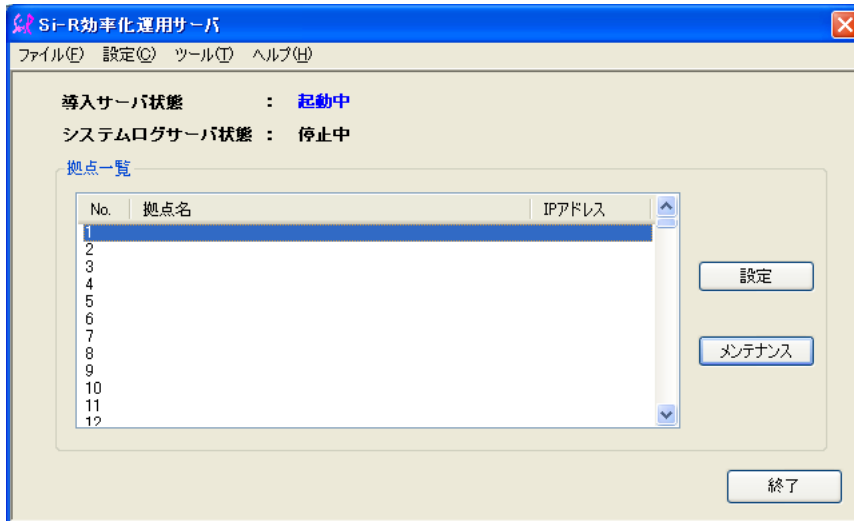 Si-R効率化運用サーバ
ファイル(F) 設定(C) ツール(T) ヘルプ(H)
導入サーバ状態 : 起動中
システムログサーバ状態 : 停止中
拠点一覧
No. 拠点名 IPアドレス
1
2
3
4
5
6
7
8
9
10
11
12
設定
メンテナンス
終了